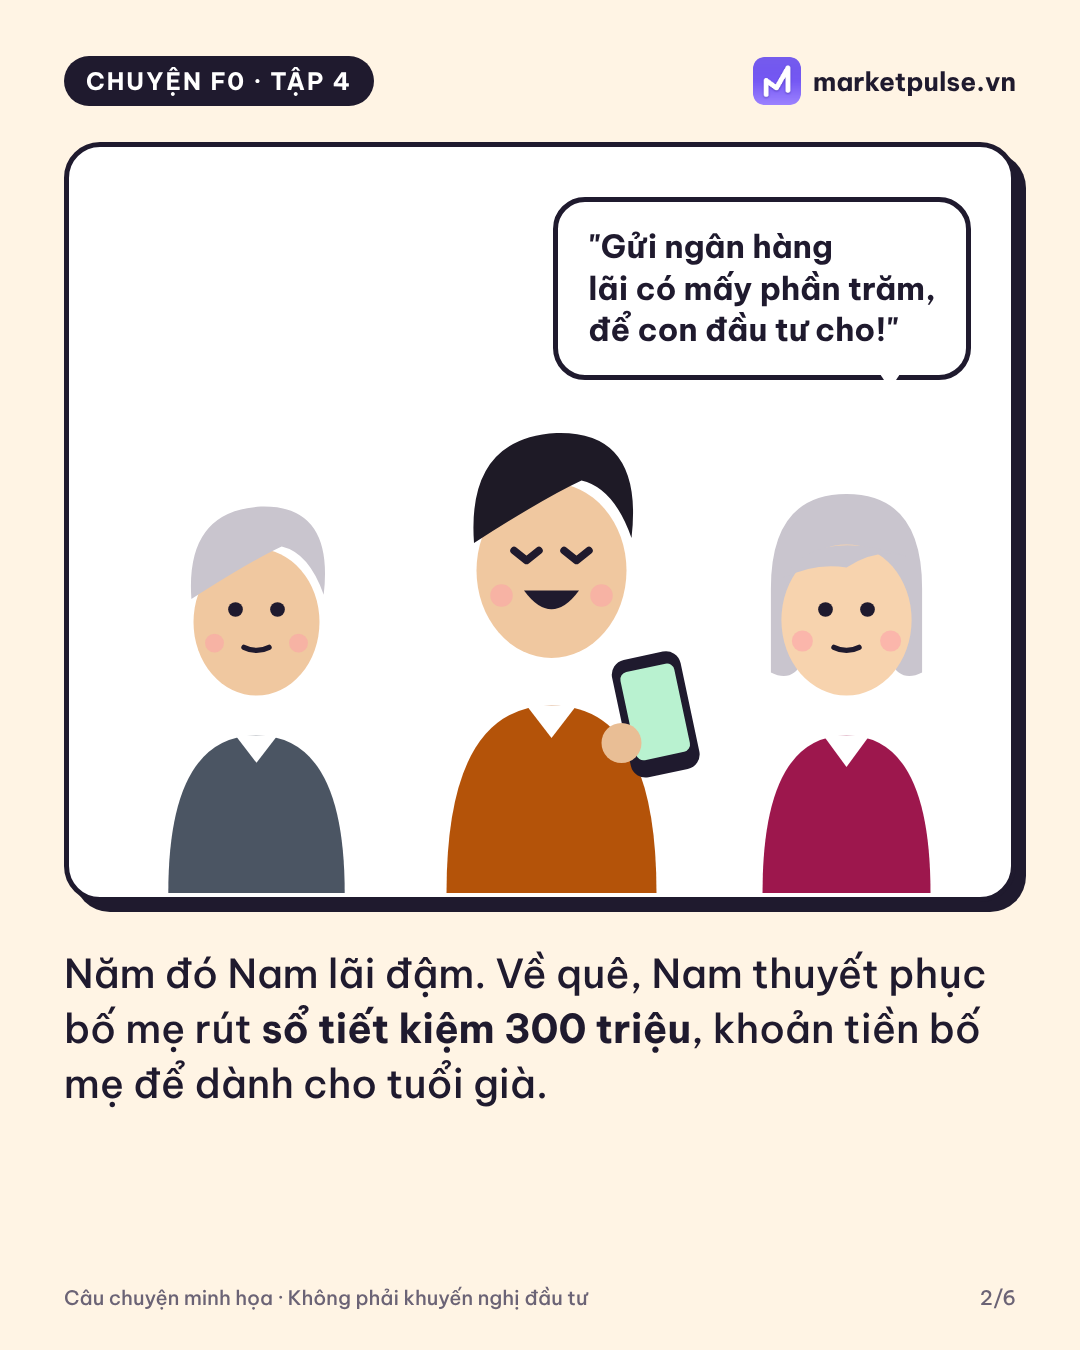 CHUYỆN F0 · TẬP 4
marketpulse.vn
"Gửi ngân hàng
lãi có mấy phần trăm,
để con đầu tư cho!"
Năm đó Nam lãi đậm. Về quê, Nam thuyết phục
bố mẹ rút sổ tiết kiệm 300 triệu, khoản tiền bố
mẹ để dành cho tuổi già.
Câu chuyện minh họa · Không phải khuyến nghị đầu tư
2/6